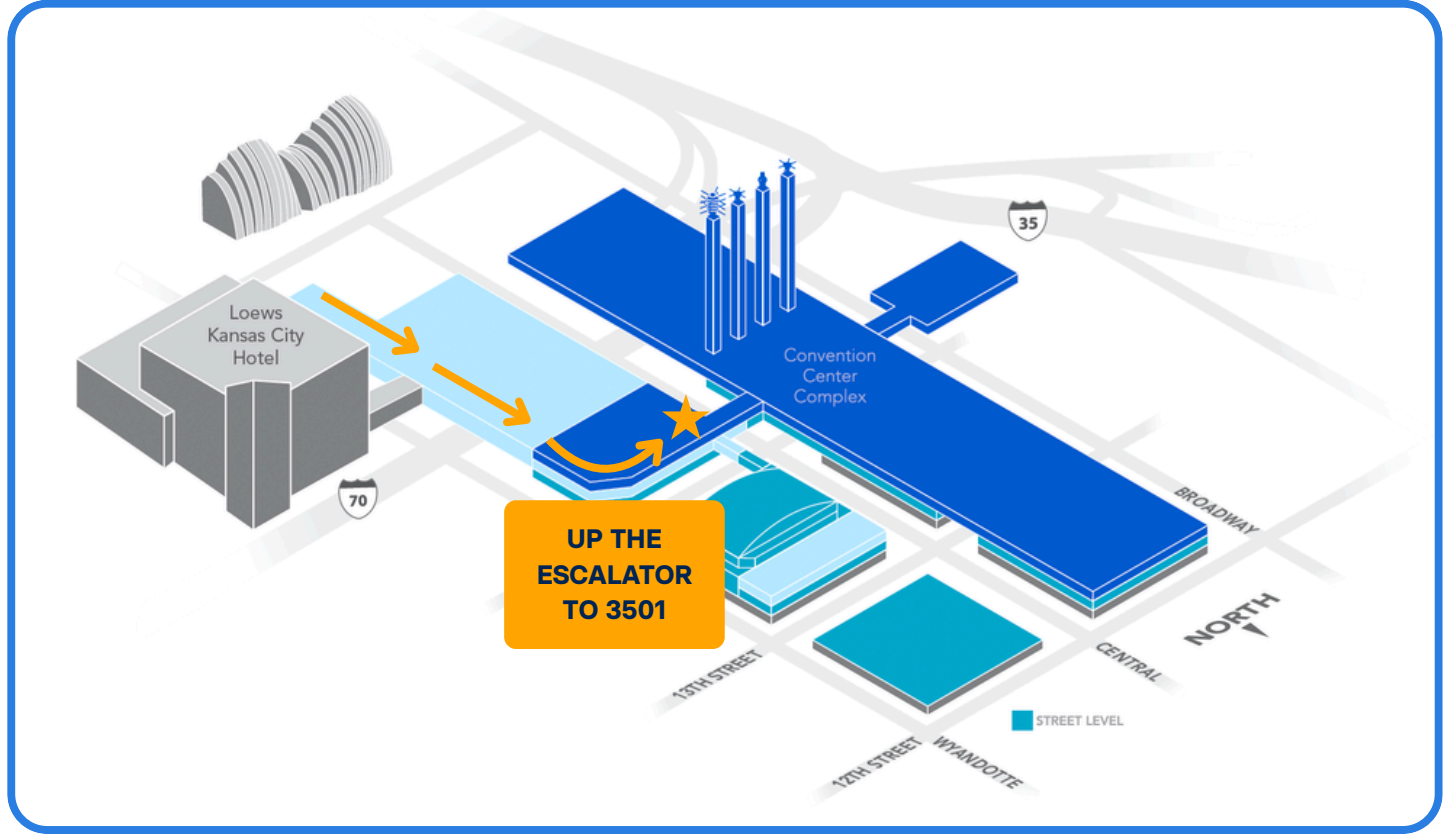 35
Loews
Kansas City
Hotel
Convention
Center
Complex
70
BROADWAY
UP THE
ESCALATOR
TO 3501
NORTH
13TH STREET
CENTRAL
STREET LEVEL
12TH STREET
WYANDOTTE